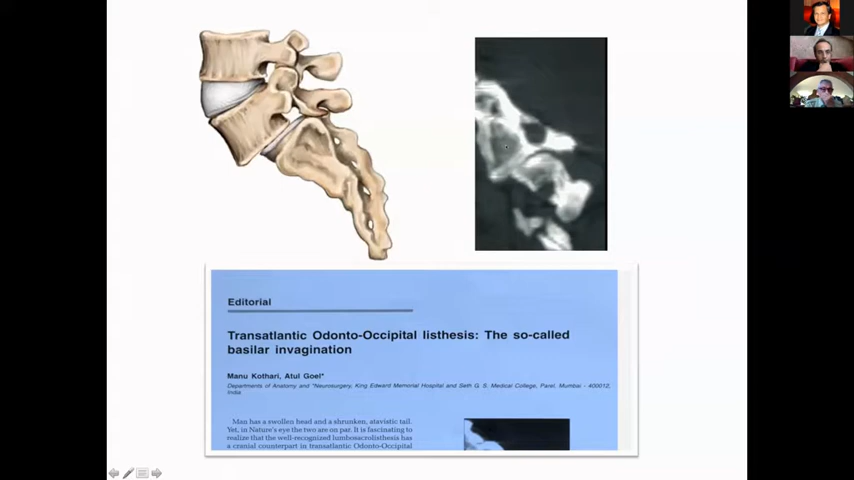 Editorial
Transatlantic Odonto-Occipital listhesis: The so-called
basilar invagination
Manu Kothari, Atul Goel*
Departments of Anatomy and *Neurosurgery, King Edward Memorial Hospital and Seth G. S. Medical College, Parel, Mumbai - 400012,
India
Man has a swollen head and a shrunken, atavistic tail.
Yet, in Nature's eye the two are on par. It is fascinating to
realize that the well-recognized lumbosacrolisthesis has
a cranial counterpart in transatlantic Odonto-Occipital